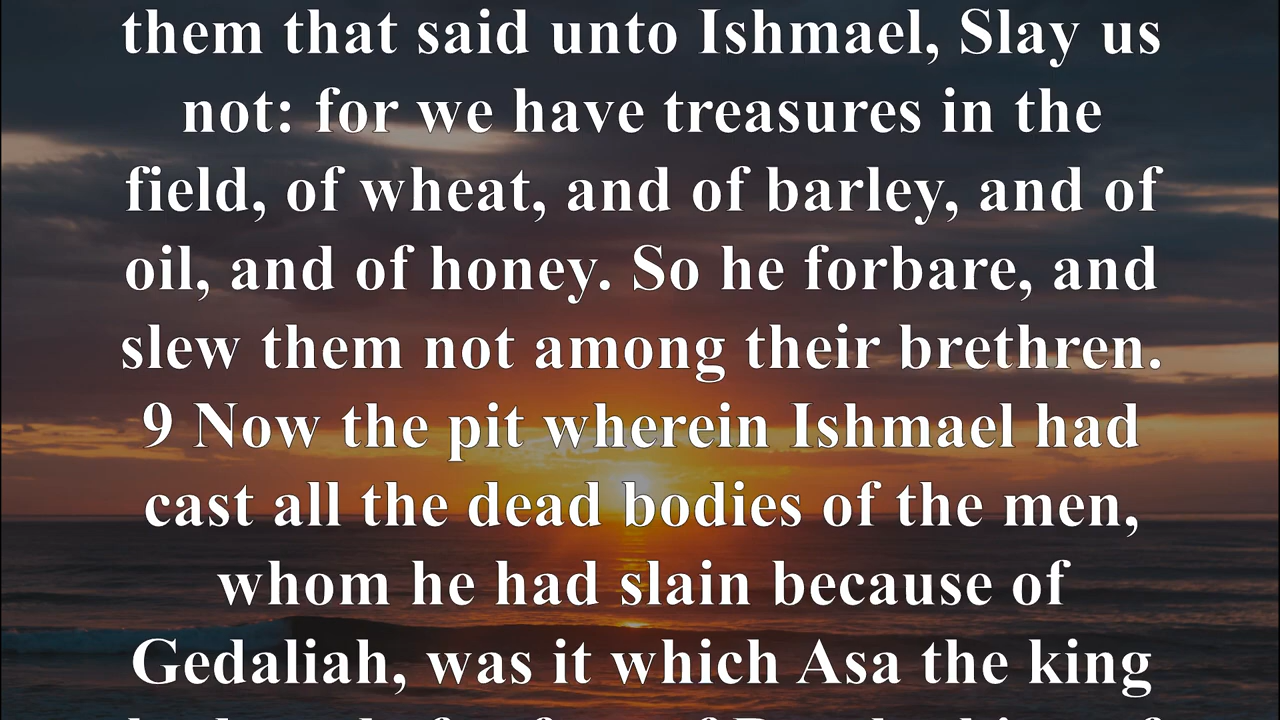 them that said unto Ishmael, Slay us
not: for we have treasures in the
field, of wheat, and of barley, and of
oil, and of honey. So he forbare, and
slew them not among their brethren.
9 Now the pit wherein Ishmael had
cast all the dead bodies of the men,
whom he had slain because of
Gedaliah, was it which Asa the king